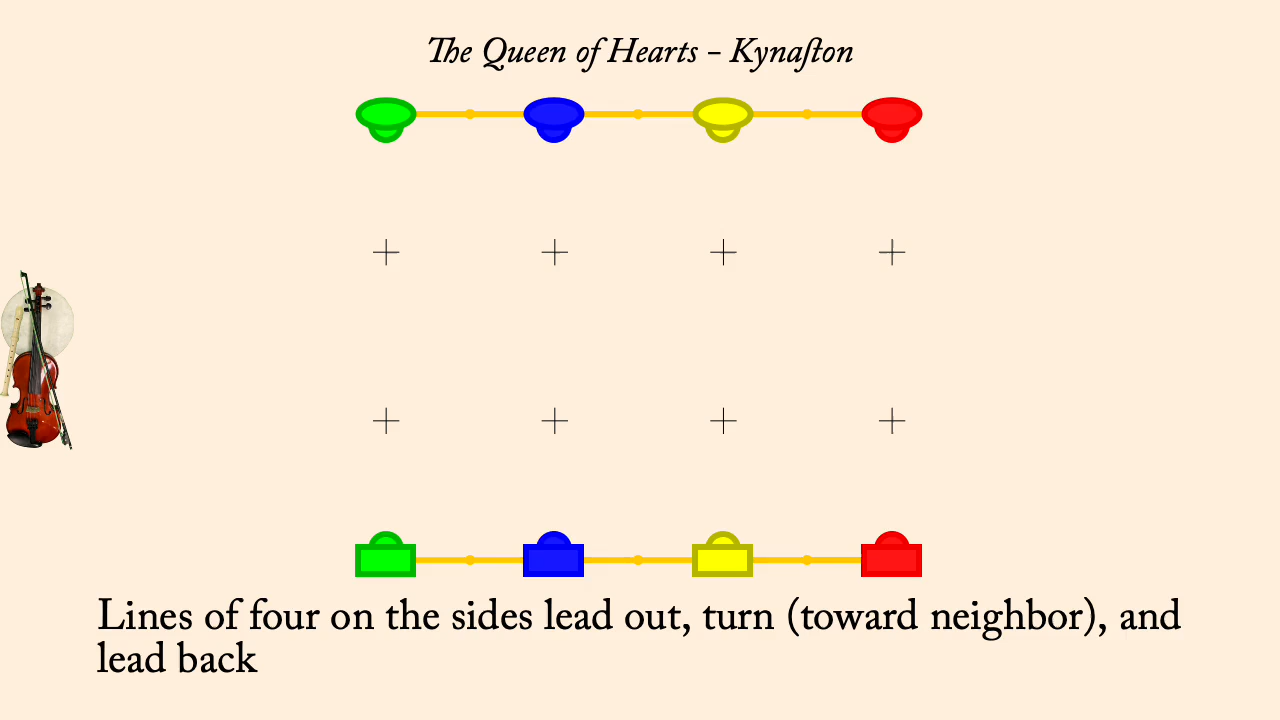 The Queen of Hearts – Kynaſton
Lines of four on the sides lead out, turn (toward neighbor), and
lead back